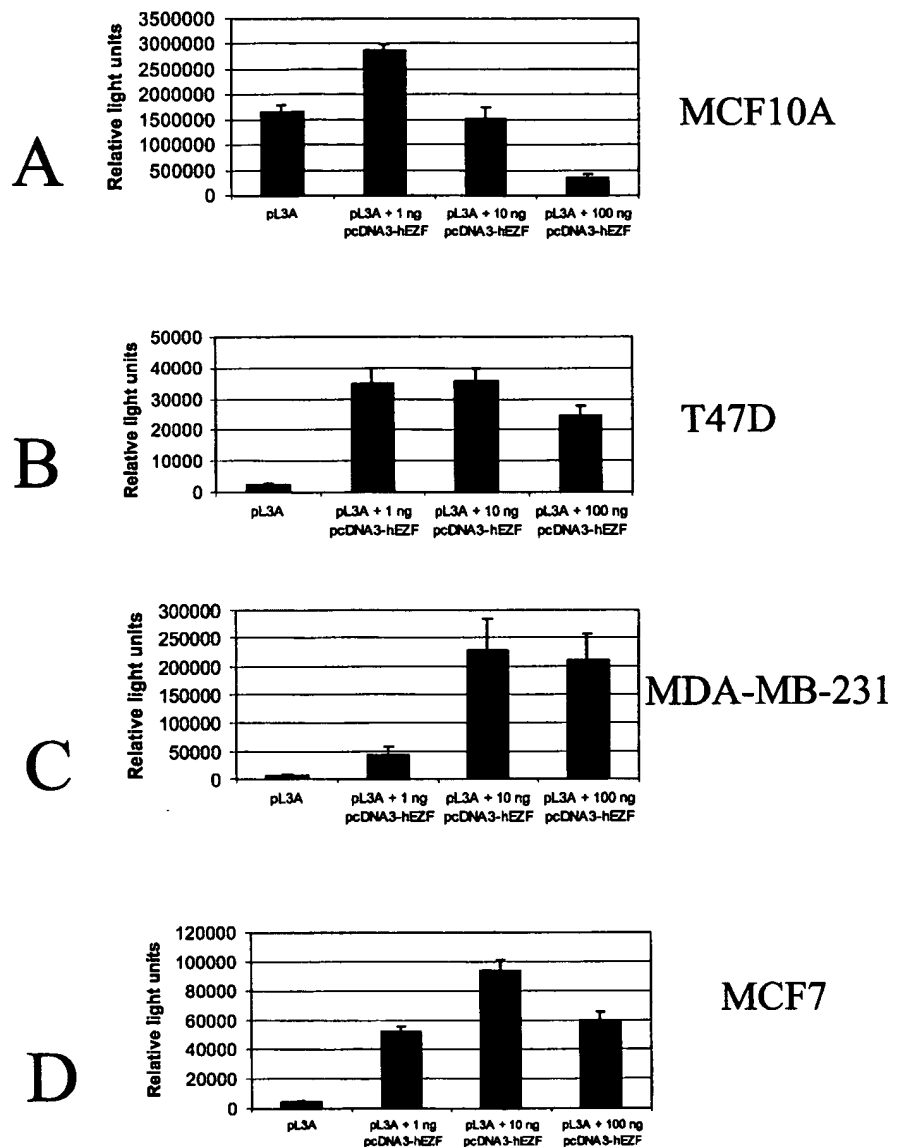 A
Relative light units
3500000
3000000
2500000
2000000
1500000
1000000
500000
0
pL3A
pL3A + 1 ng
pcDNA3-hEZF
pL3A + 10 ng
pcDNA3-hEZF
pL3A + 100 ng
pcDNA3-hEZF
MCF10A
B
Relative light units
50000
40000
30000
20000
10000
0
pL3A
pL3A + 1 ng
pcDNA3-hEZF
pL3A + 10 ng
pcDNA3-hEZF
pL3A + 100 ng
pcDNA3-hEZF
T47D
C
Relative light units
300000
250000
200000
150000
100000
50000
0
pL3A
pL3A + 1 ng
pcDNA3-hEZF
pL3A + 10 ng
pcDNA3-hEZF
pL3A + 100 ng
pcDNA3-hEZF
MDA-MB-231
D
Relative light units
120000
100000
80000
60000
40000
20000
0
pL3A
pL3A + 1 ng
pcDNA3-hEZF
pL3A + 10 ng
pcDNA3-hEZF
pL3A + 100 ng
pcDNA3-hEZF
MCF7